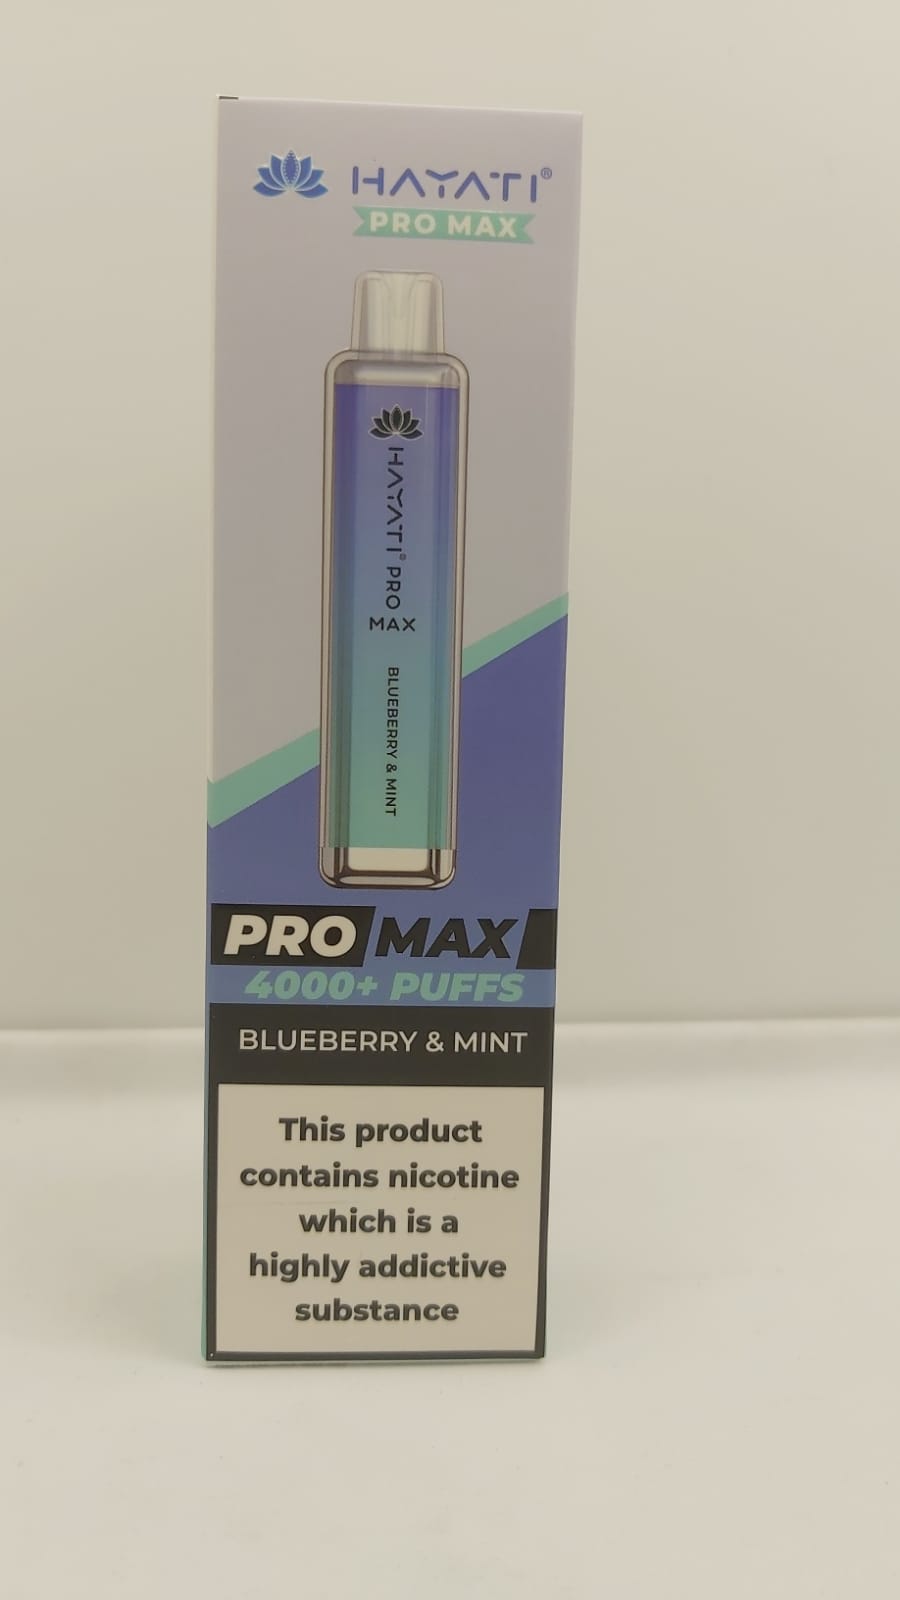 HAYATI®
PRO MAX
HAYATI® PRO
MAX
BLUEBERRY & MINT
PRO MAX
4000+ PUFFS
BLUEBERRY & MINT
This product
contains nicotine
which is a
highly addictive
substance